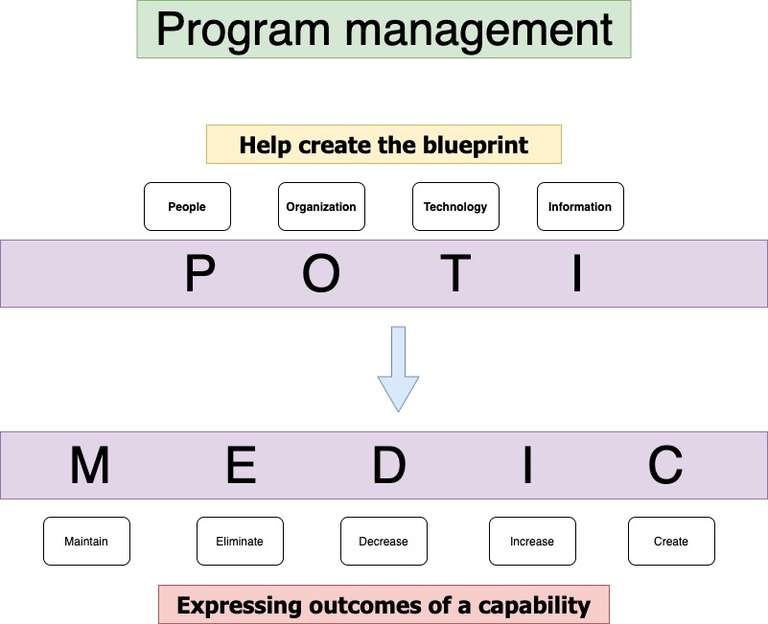 Program management
Help create the blueprint
People Organization Technology Information
P O T I
M E D I C
Maintain Eliminate Decrease Increase Create
Expressing outcomes of a capability